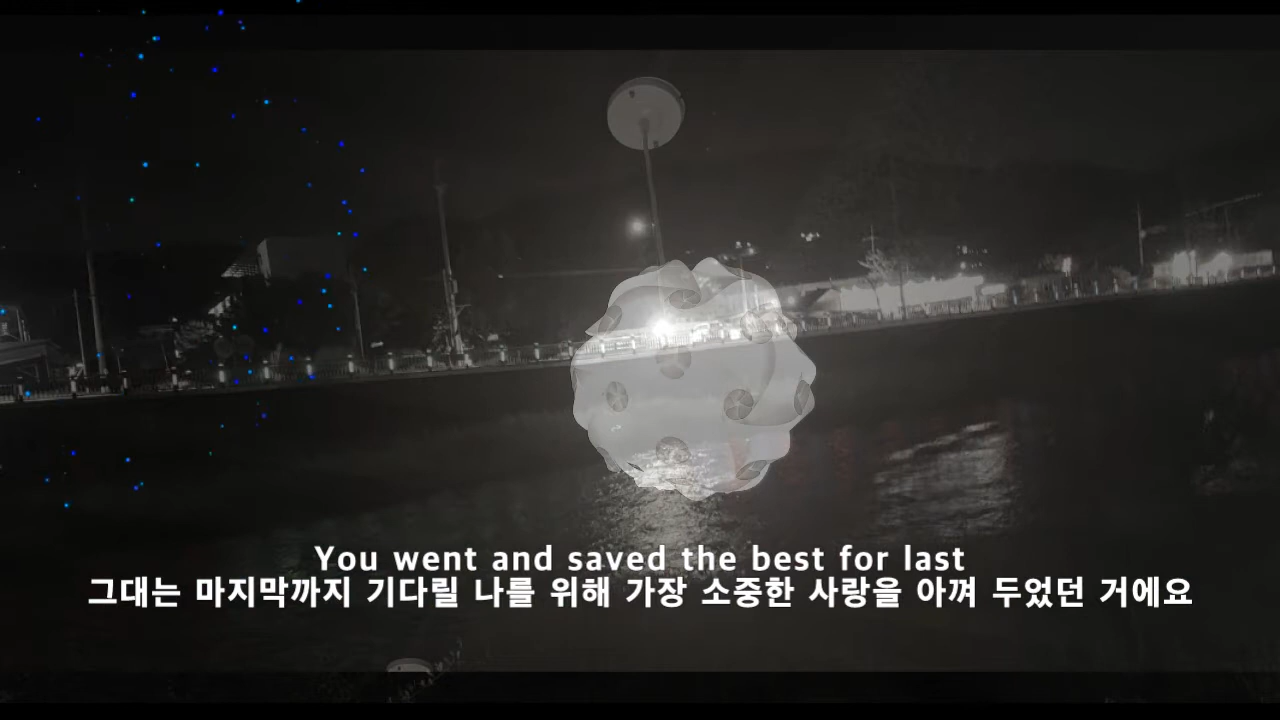 You went and saved the best for last
그대는 마지막까지 기다릴 나를 위해 가장 소중한 사랑을 아껴 두었던 거예요